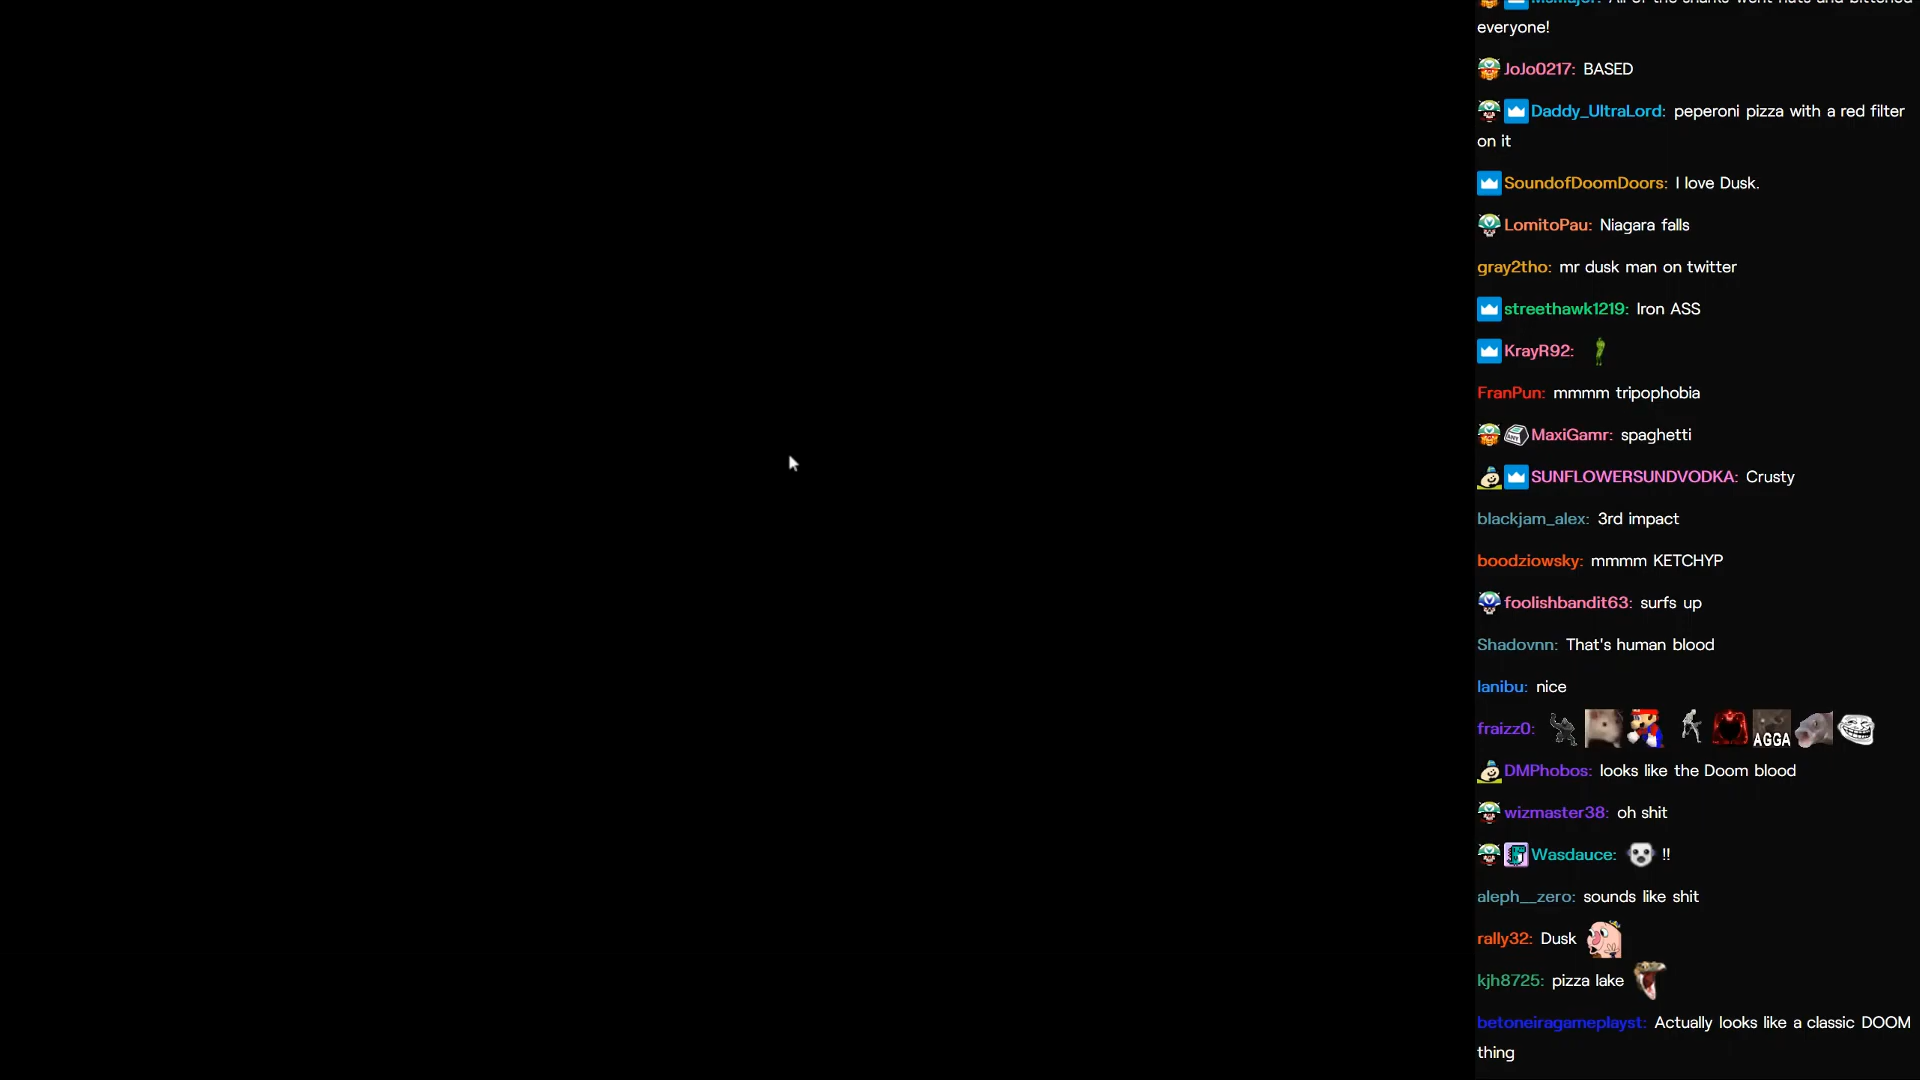 everyone!
JoJo0217: BASED
Daddy_UltraLord: peperoni pizza with a red filter
on it
SoundofDoomDoors: I love Dusk.
LomitoPau: Niagara falls
gray2tho: mr dusk man on twitter
streethawk1219: Iron ASS
KrayR92:
FranPun: mmmm tripophobia
MaxiGamr: spaghetti
SUNFLOWERSUNDVODKA: Crusty
blackjam_alex: 3rd impact
boodziowsky: mmmm KETCHYP
foolishbandit63: surfs up
Shadovnn: That's human blood
lanibu: nice
fraizz0: AGGA
DMPhobos: looks like the Doom blood
wizmaster38: oh shit
Wasdauce: !!
aleph__zero: sounds like shit
rally32: Dusk
kjh8725: pizza lake
betoneiragameplayst: Actually looks like a classic DOOM
thing